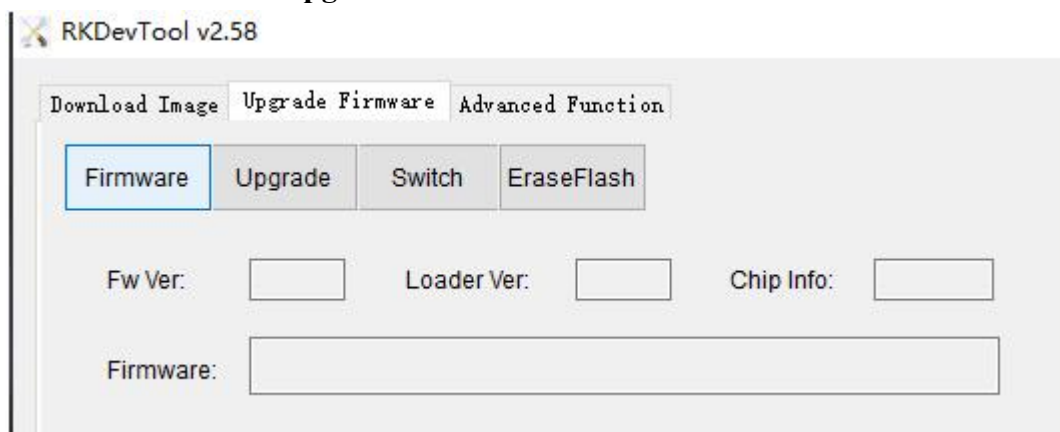 RKDevTool v2.58
Download Image Upgrade Firmware Advanced Function
Firmware Upgrade Switch EraseFlash
Fw Ver: Loader Ver: Chip Info:
Firmware: